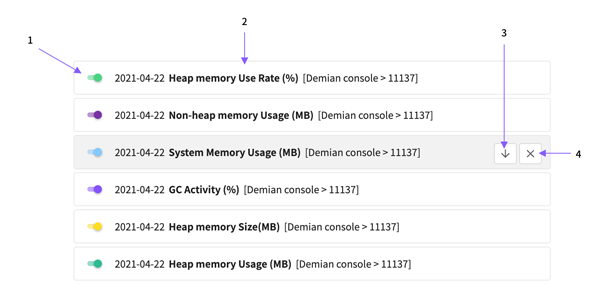 2
3
1
2021-04-22 Heap memory Use Rate (%) [Demian console > 11137]
2021-04-22 Non-heap memory Usage (MB) [Demian console > 11137]
2021-04-22 System Memory Usage (MB) [Demian console > 11137]
4
2021-04-22 GC Activity (%) [Demian console > 11137]
2021-04-22 Heap memory Size(MB) [Demian console > 11137]
2021-04-22 Heap memory Usage (MB) [Demian console > 11137]